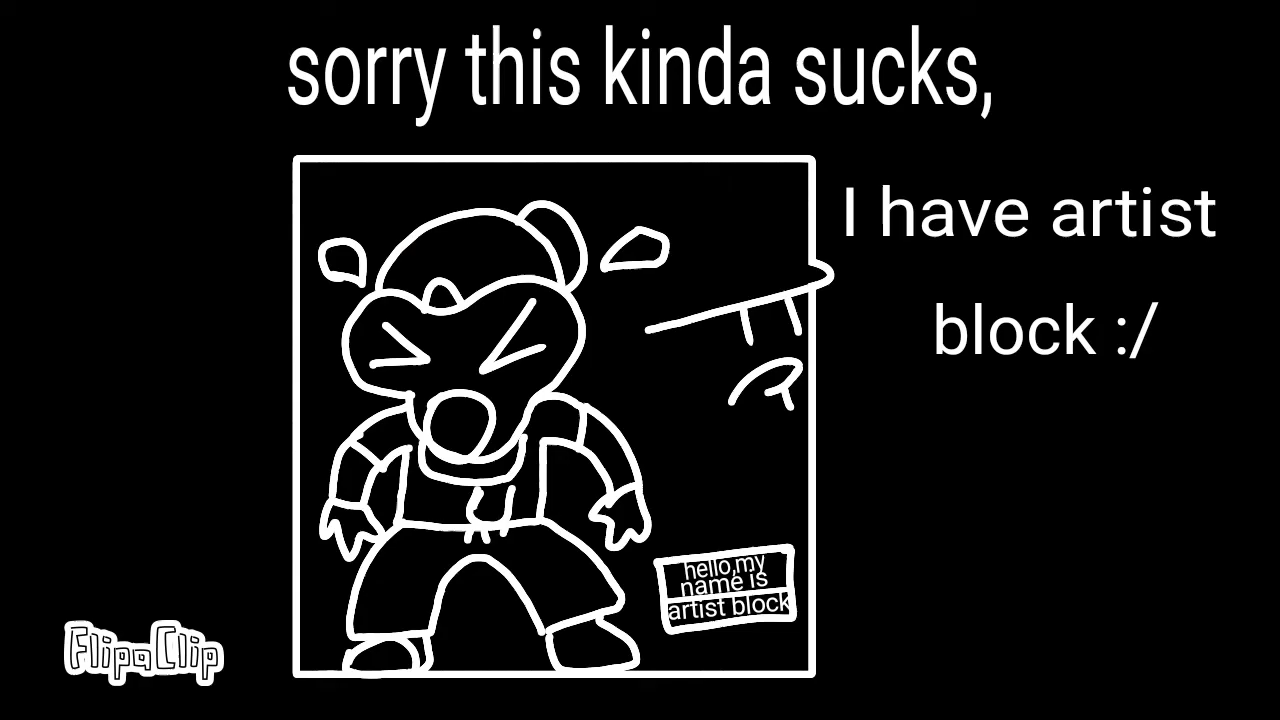 sorry this kinda sucks,
I have artist
block :/
hello,my
name is
artist block
FlipaClip